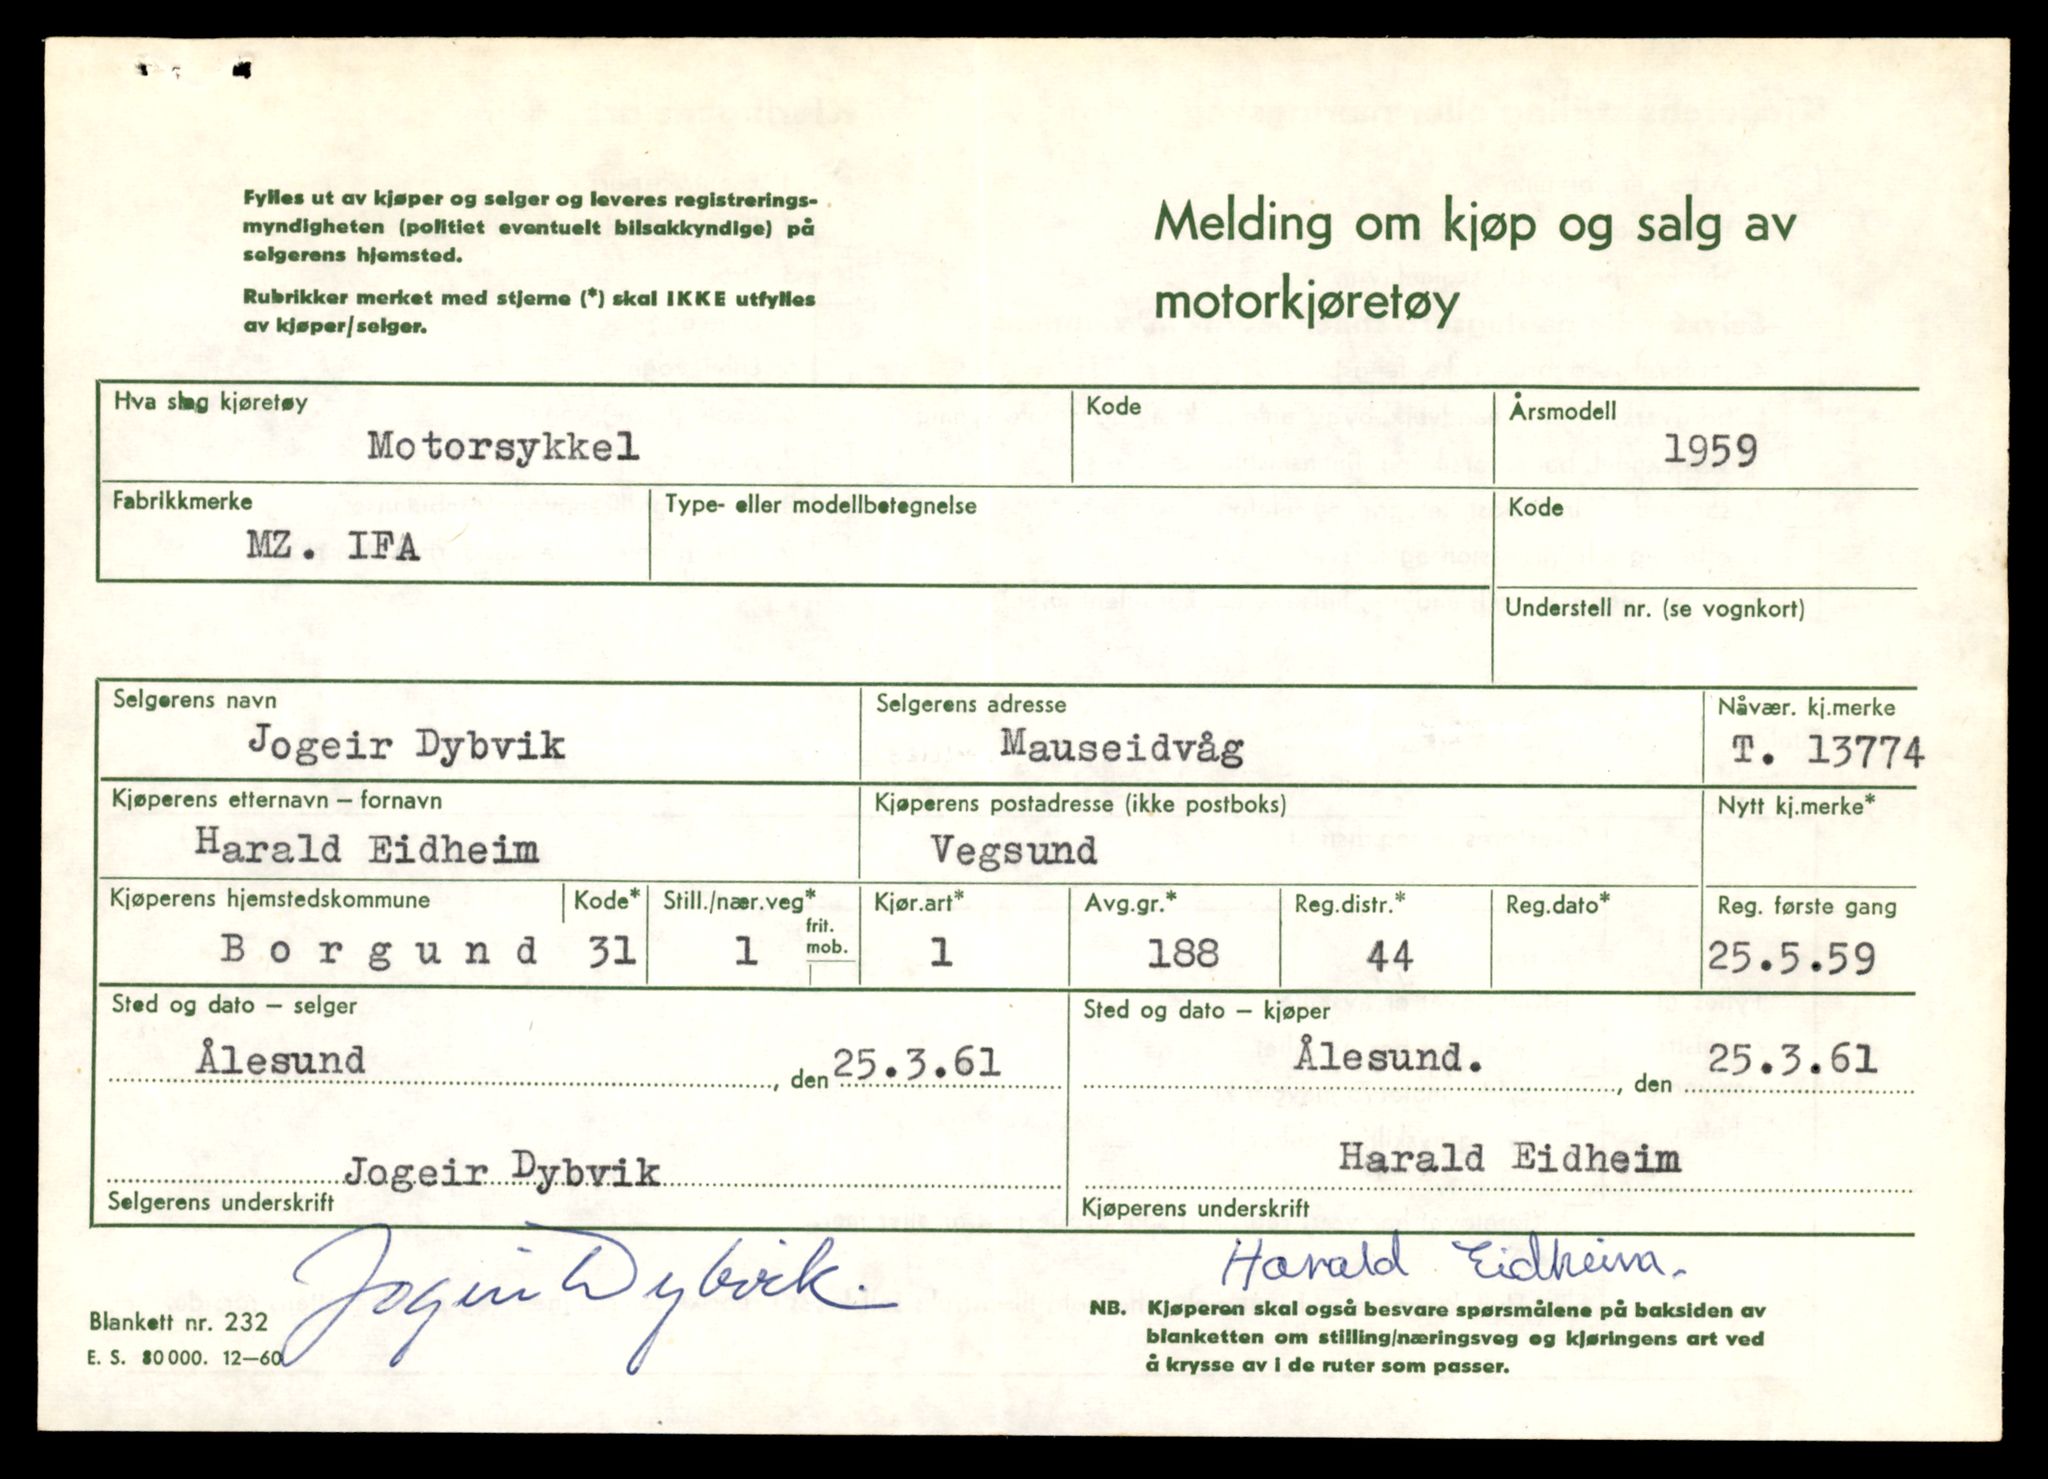 Fylles ut av kjøper og selger og leveres registrerings-
myndigheten (politiet eventuelt bilsakkyndige) på
selgerens hjemsted.
Rubrikker merket med stjerne (*) skal IKKE utfylles
av kjøper/selger.
Melding om kjøp og salg av
motorkjøretøy
Hva slag kjøretøy
Motorsykkel
Kode
Årsmodell
1959
Fabrikkmerke
MZ. IFA
Type- eller modellbetegnelse
Kode
Understell nr. (se vognkort)
Selgerens navn
Jogeir Dybvik
Selgerens adresse
Mauseidvåg
Nåvær. kj.merke
T. 13774
Kjøperens etternavn – fornavn
Harald Eidheim
Kjøperens postadresse (ikke postboks)
Vegsund
Nytt kj.merke*
Kjøperens hjemstedskommune
Borgund
Kode*
31
Still./nær.veg*
1
frit.
mob.
Kjør.art*
1
Avg.gr.*
188
Reg.distr.*
44
Reg.dato*
Reg. første gang
25.5.59
Sted og dato – selger
Ålesund , den 25.3.61
Sted og dato – kjøper
Ålesund. , den 25.3.61
Jogeir Dybvik
Selgerens underskrift
Harald Eidheim
Kjøperens underskrift
Jogeir Dybvik
Harald Eidheim.
Blankett nr. 232
E. S. 80 000. 12–60
NB. Kjøperen skal også besvare spørsmålene på baksiden av
blanketten om stilling/næringsveg og kjøringens art ved
å krysse av i de ruter som passer.